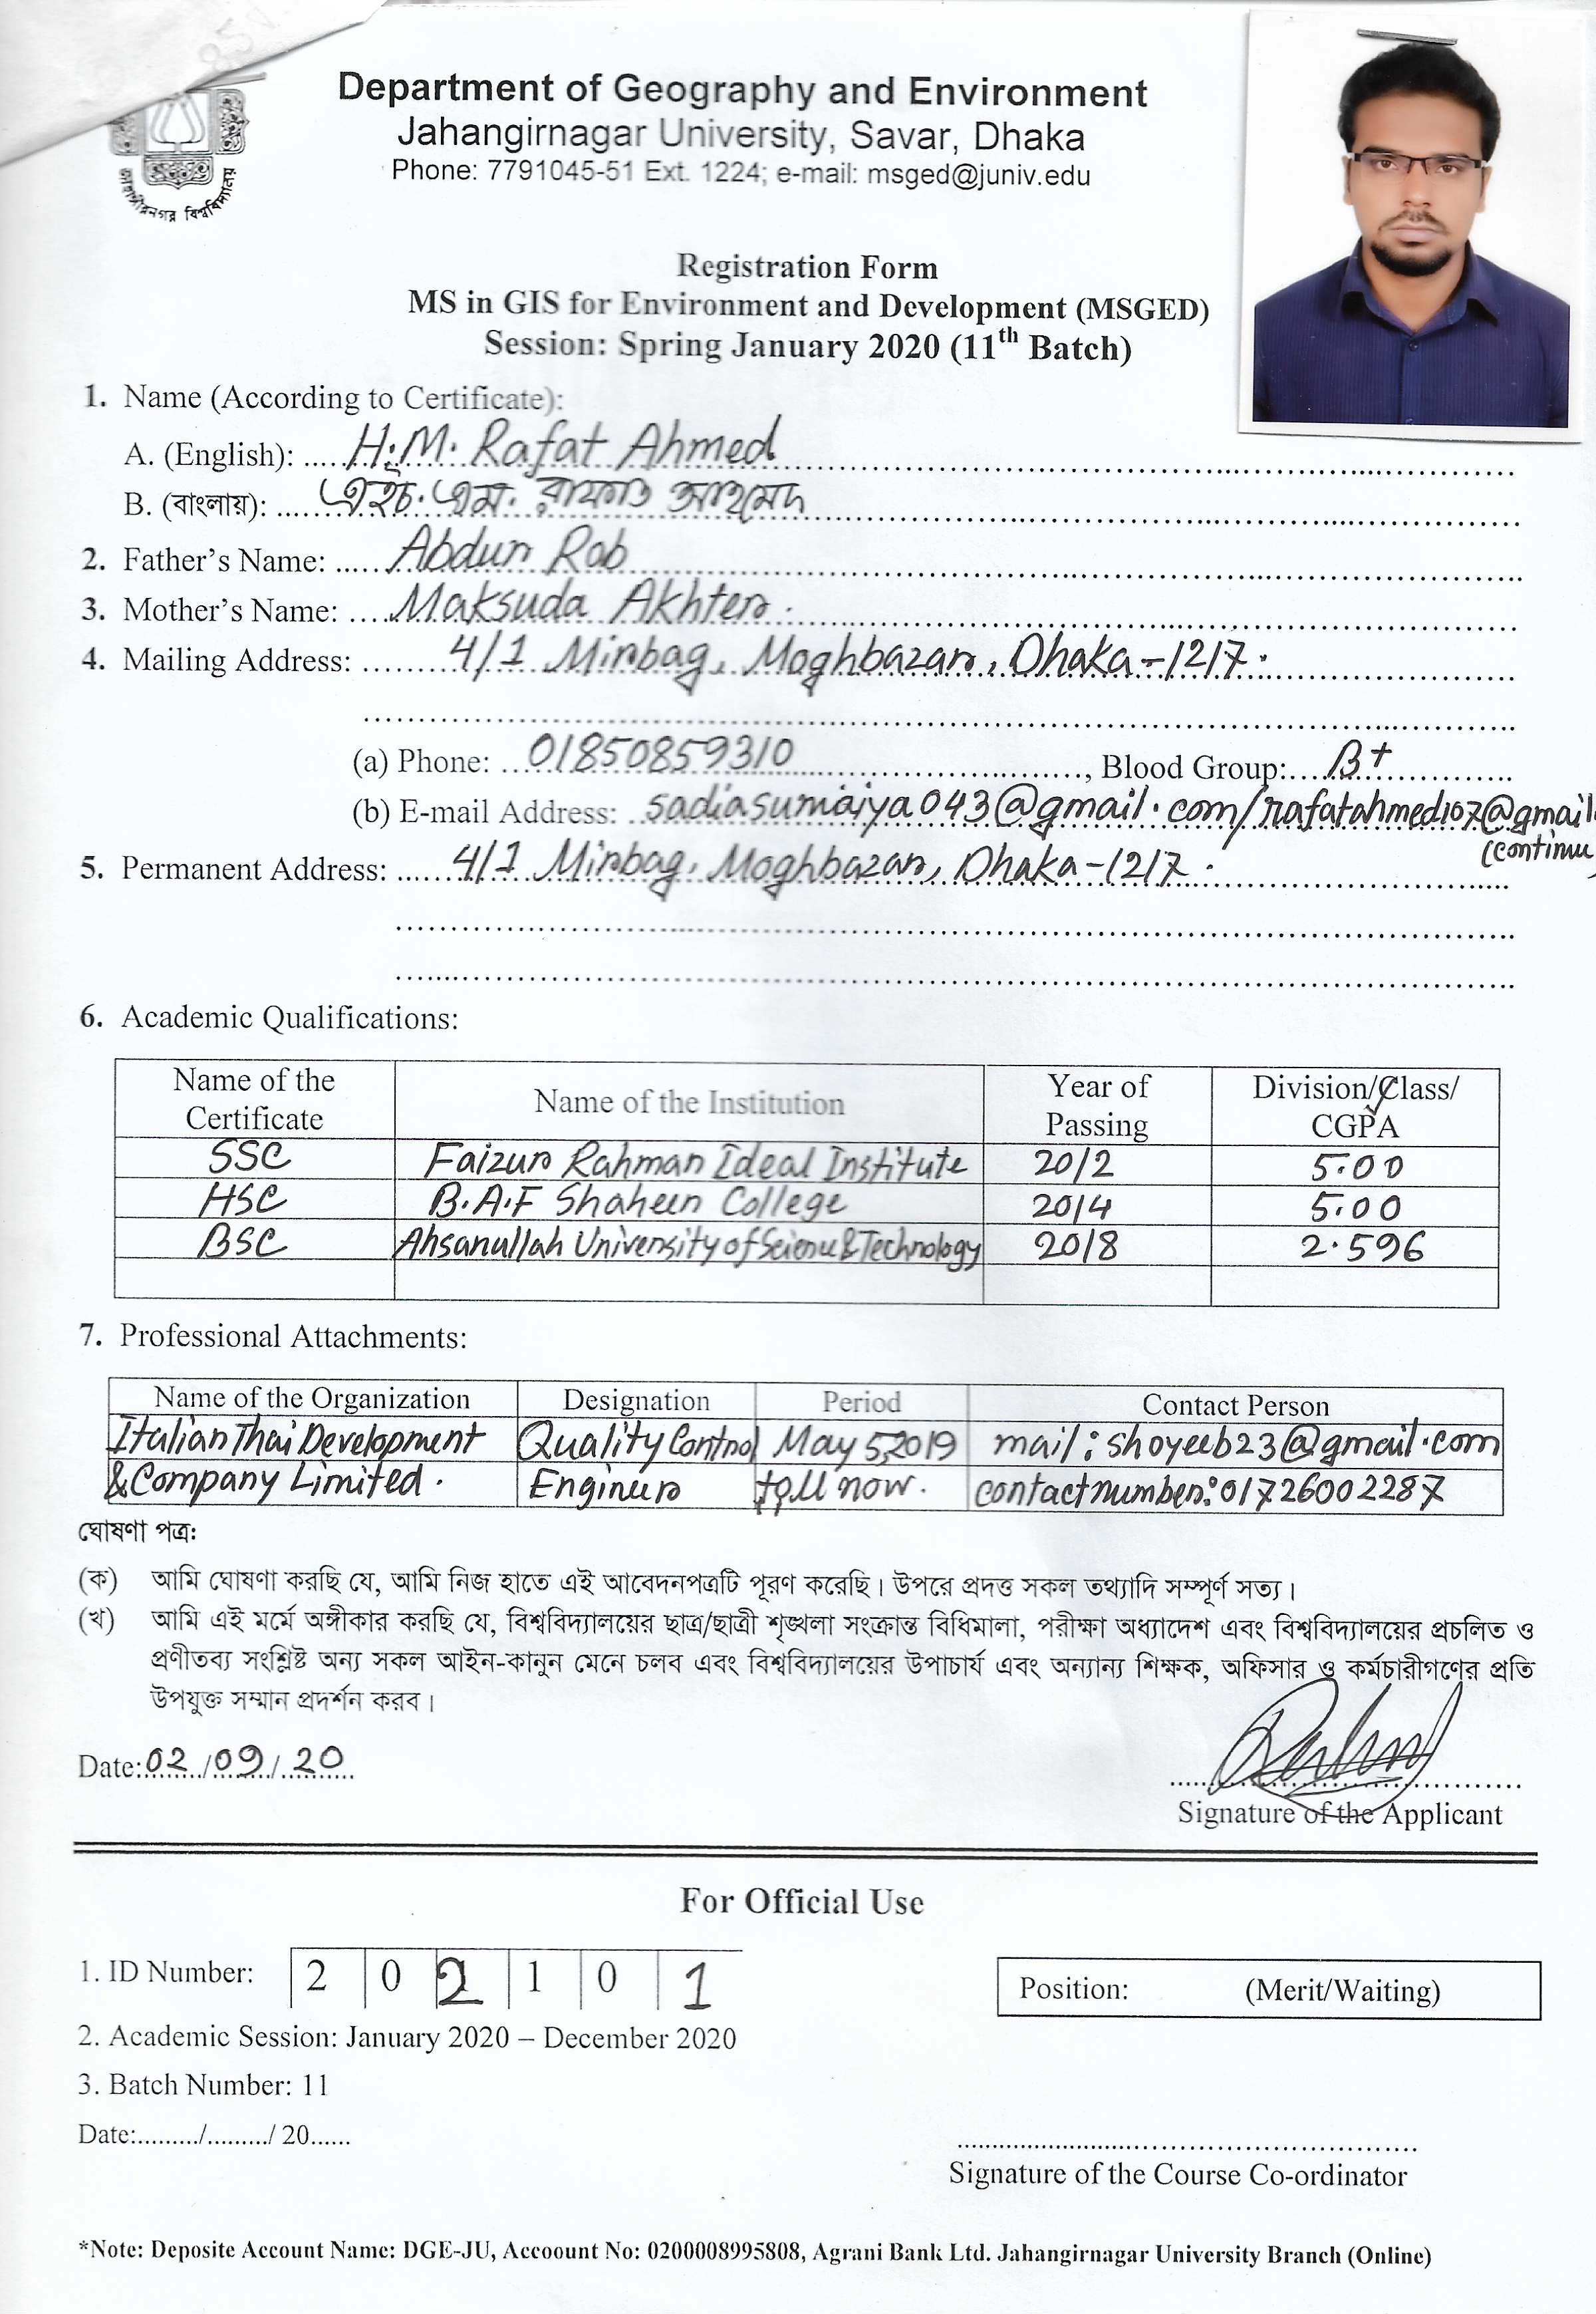 জাহাঙ্গীরনগর বিশ্ববিদ্যালয়
Department of Geography and Environment
Jahangirnagar University, Savar, Dhaka
Phone: 7791045-51 Ext. 1224; e-mail: msged@juniv.edu
Registration Form
MS in GIS for Environment and Development (MSGED)
Session: Spring January 2020 (11th Batch)
1. Name (According to Certificate):
A. (English): H.M. Rafat Ahmed
B. (বাংলায়): এইচ. এম. রাফাত আহমেদ
2. Father's Name: Abdur Rob
3. Mother's Name: Maksuda Akhter.
4. Mailing Address: 4/1 Mirbag, Moghbazar, Dhaka-1217.
(a) Phone: 01850859310, Blood Group: B+
(b) E-mail Address: sadiasumaiya043@gmail.com/rafatahmed107@gmail
(continu
5. Permanent Address: 4/1 Mirbag, Moghbazar, Dhaka-1217.
6. Academic Qualifications:
Name of the Certificate Name of the Institution Year of Passing Division/Class/CGPA
SSC Faizur Rahman Ideal Institute 2012 5.00
HSC B.A.F Shaheen College 2014 5.00
BSC Ahsanullah University of Science & Technology 2018 2.596
7. Professional Attachments:
Name of the Organization Designation Period Contact Person
Italian Thai Development Quality Control May 5,2019 mail: shoyeeb23@gmail.com
& Company Limited. Engineer till now. contact number: 01726002287
ঘোষণা পত্র:
(ক) আমি ঘোষণা করছি যে, আমি নিজ হাতে এই আবেদনপত্রটি পূরণ করেছি। উপরে প্রদত্ত সকল তথ্যাদি সম্পূর্ণ সত্য।
(খ) আমি এই মর্মে অঙ্গীকার করছি যে, বিশ্ববিদ্যালয়ের ছাত্র/ছাত্রী শৃঙ্খলা সংক্রান্ত বিধিমালা, পরীক্ষা অধ্যাদেশ এবং বিশ্ববিদ্যালয়ের প্রচলিত ও
প্রণীতব্য সংশ্লিষ্ট অন্য সকল আইন-কানুন মেনে চলব এবং বিশ্ববিদ্যালয়ের উপাচার্য এবং অন্যান্য শিক্ষক, অফিসার ও কর্মচারীগণের প্রতি
উপযুক্ত সম্মান প্রদর্শন করব।
Date: 02/09/20
Signature of the Applicant
For Official Use
1. ID Number: 2 0 2 1 0 1
Position: (Merit/Waiting)
2. Academic Session: January 2020 – December 2020
3. Batch Number: 11
Date:........./........./ 20......
Signature of the Course Co-ordinator
*Note: Deposite Account Name: DGE-JU, Accoount No: 0200008995808, Agrani Bank Ltd. Jahangirnagar University Branch (Online)